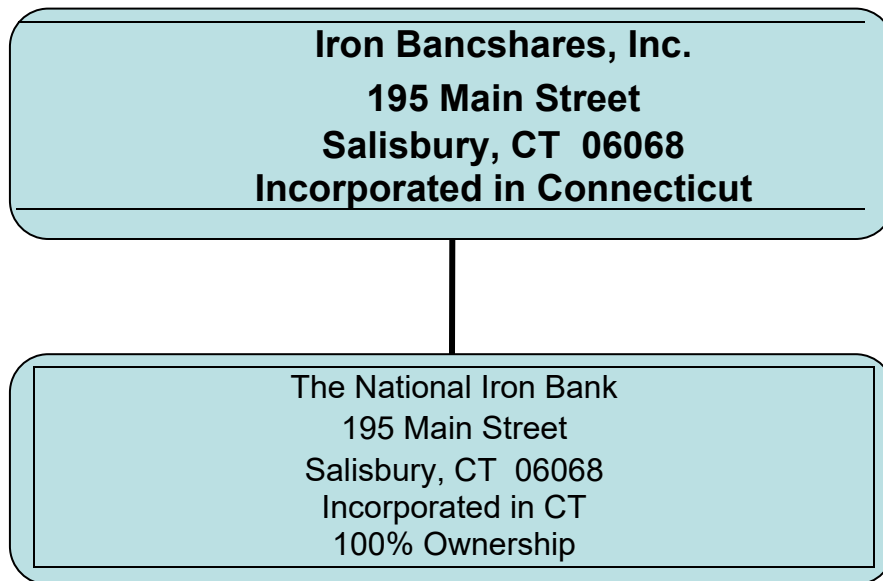 Iron Bancshares, Inc.
195 Main Street
Salisbury, CT  06068
Incorporated in Connecticut
The National Iron Bank
195 Main Street
Salisbury, CT  06068
Incorporated in CT
100% Ownership